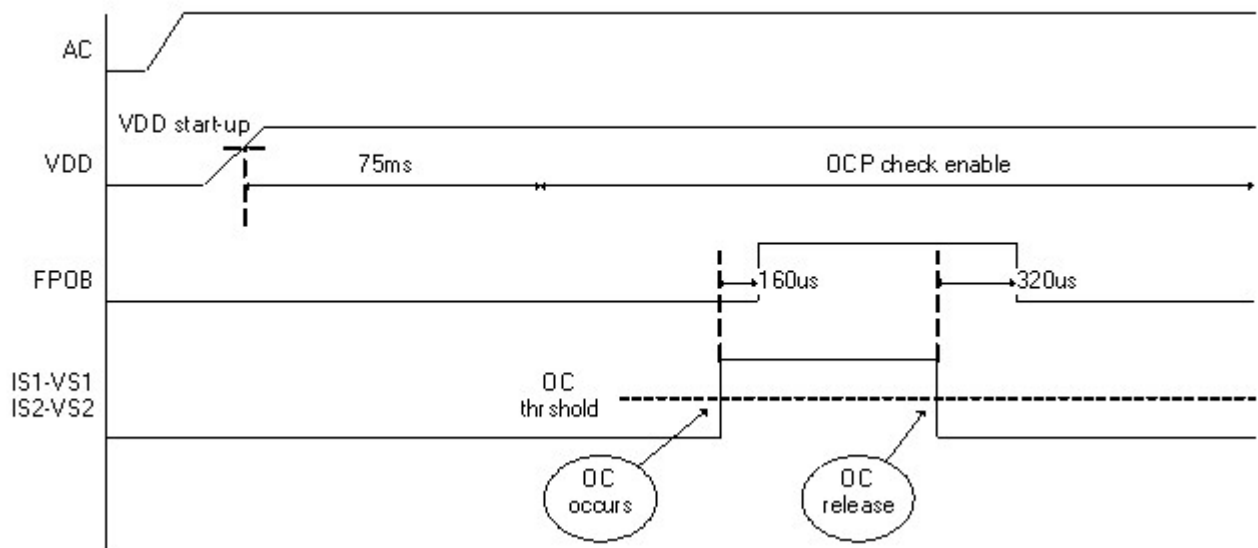 AC
VDD start-up
VDD
75ms
OCP check enable
FPOB
160us
320us
IS1-VS1
IS2-VS2
OC
thrshold
OC
occurs
OC
release